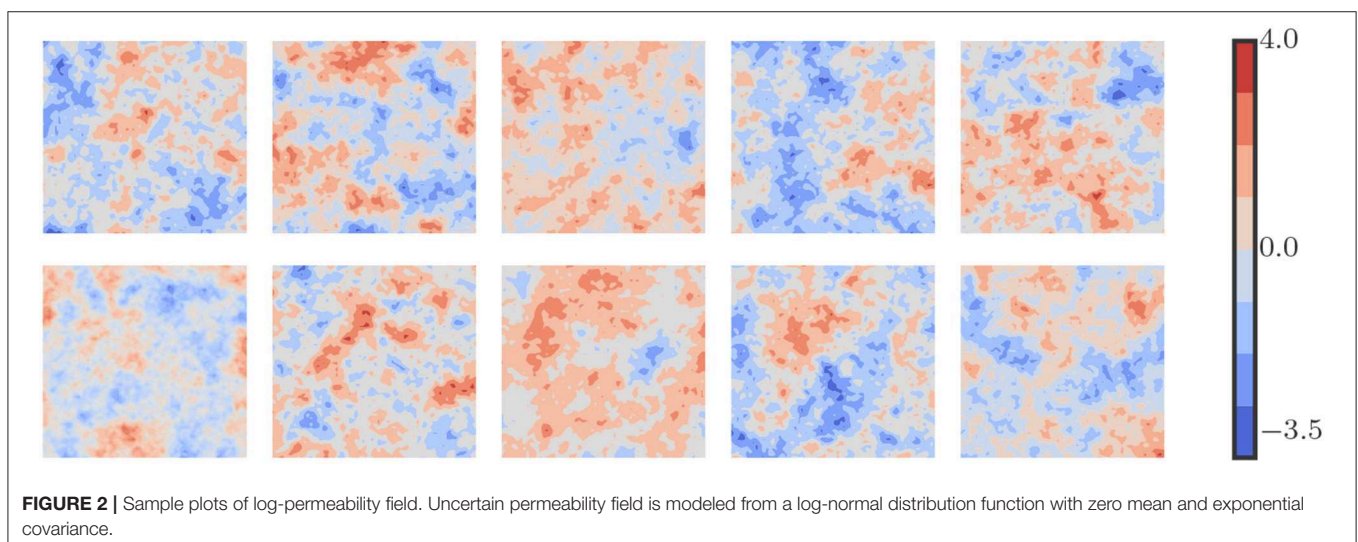 4.0
0.0
−3.5
FIGURE 2 | Sample plots of log-permeability field. Uncertain permeability field is modeled from a log-normal distribution function with zero mean and exponential
covariance.